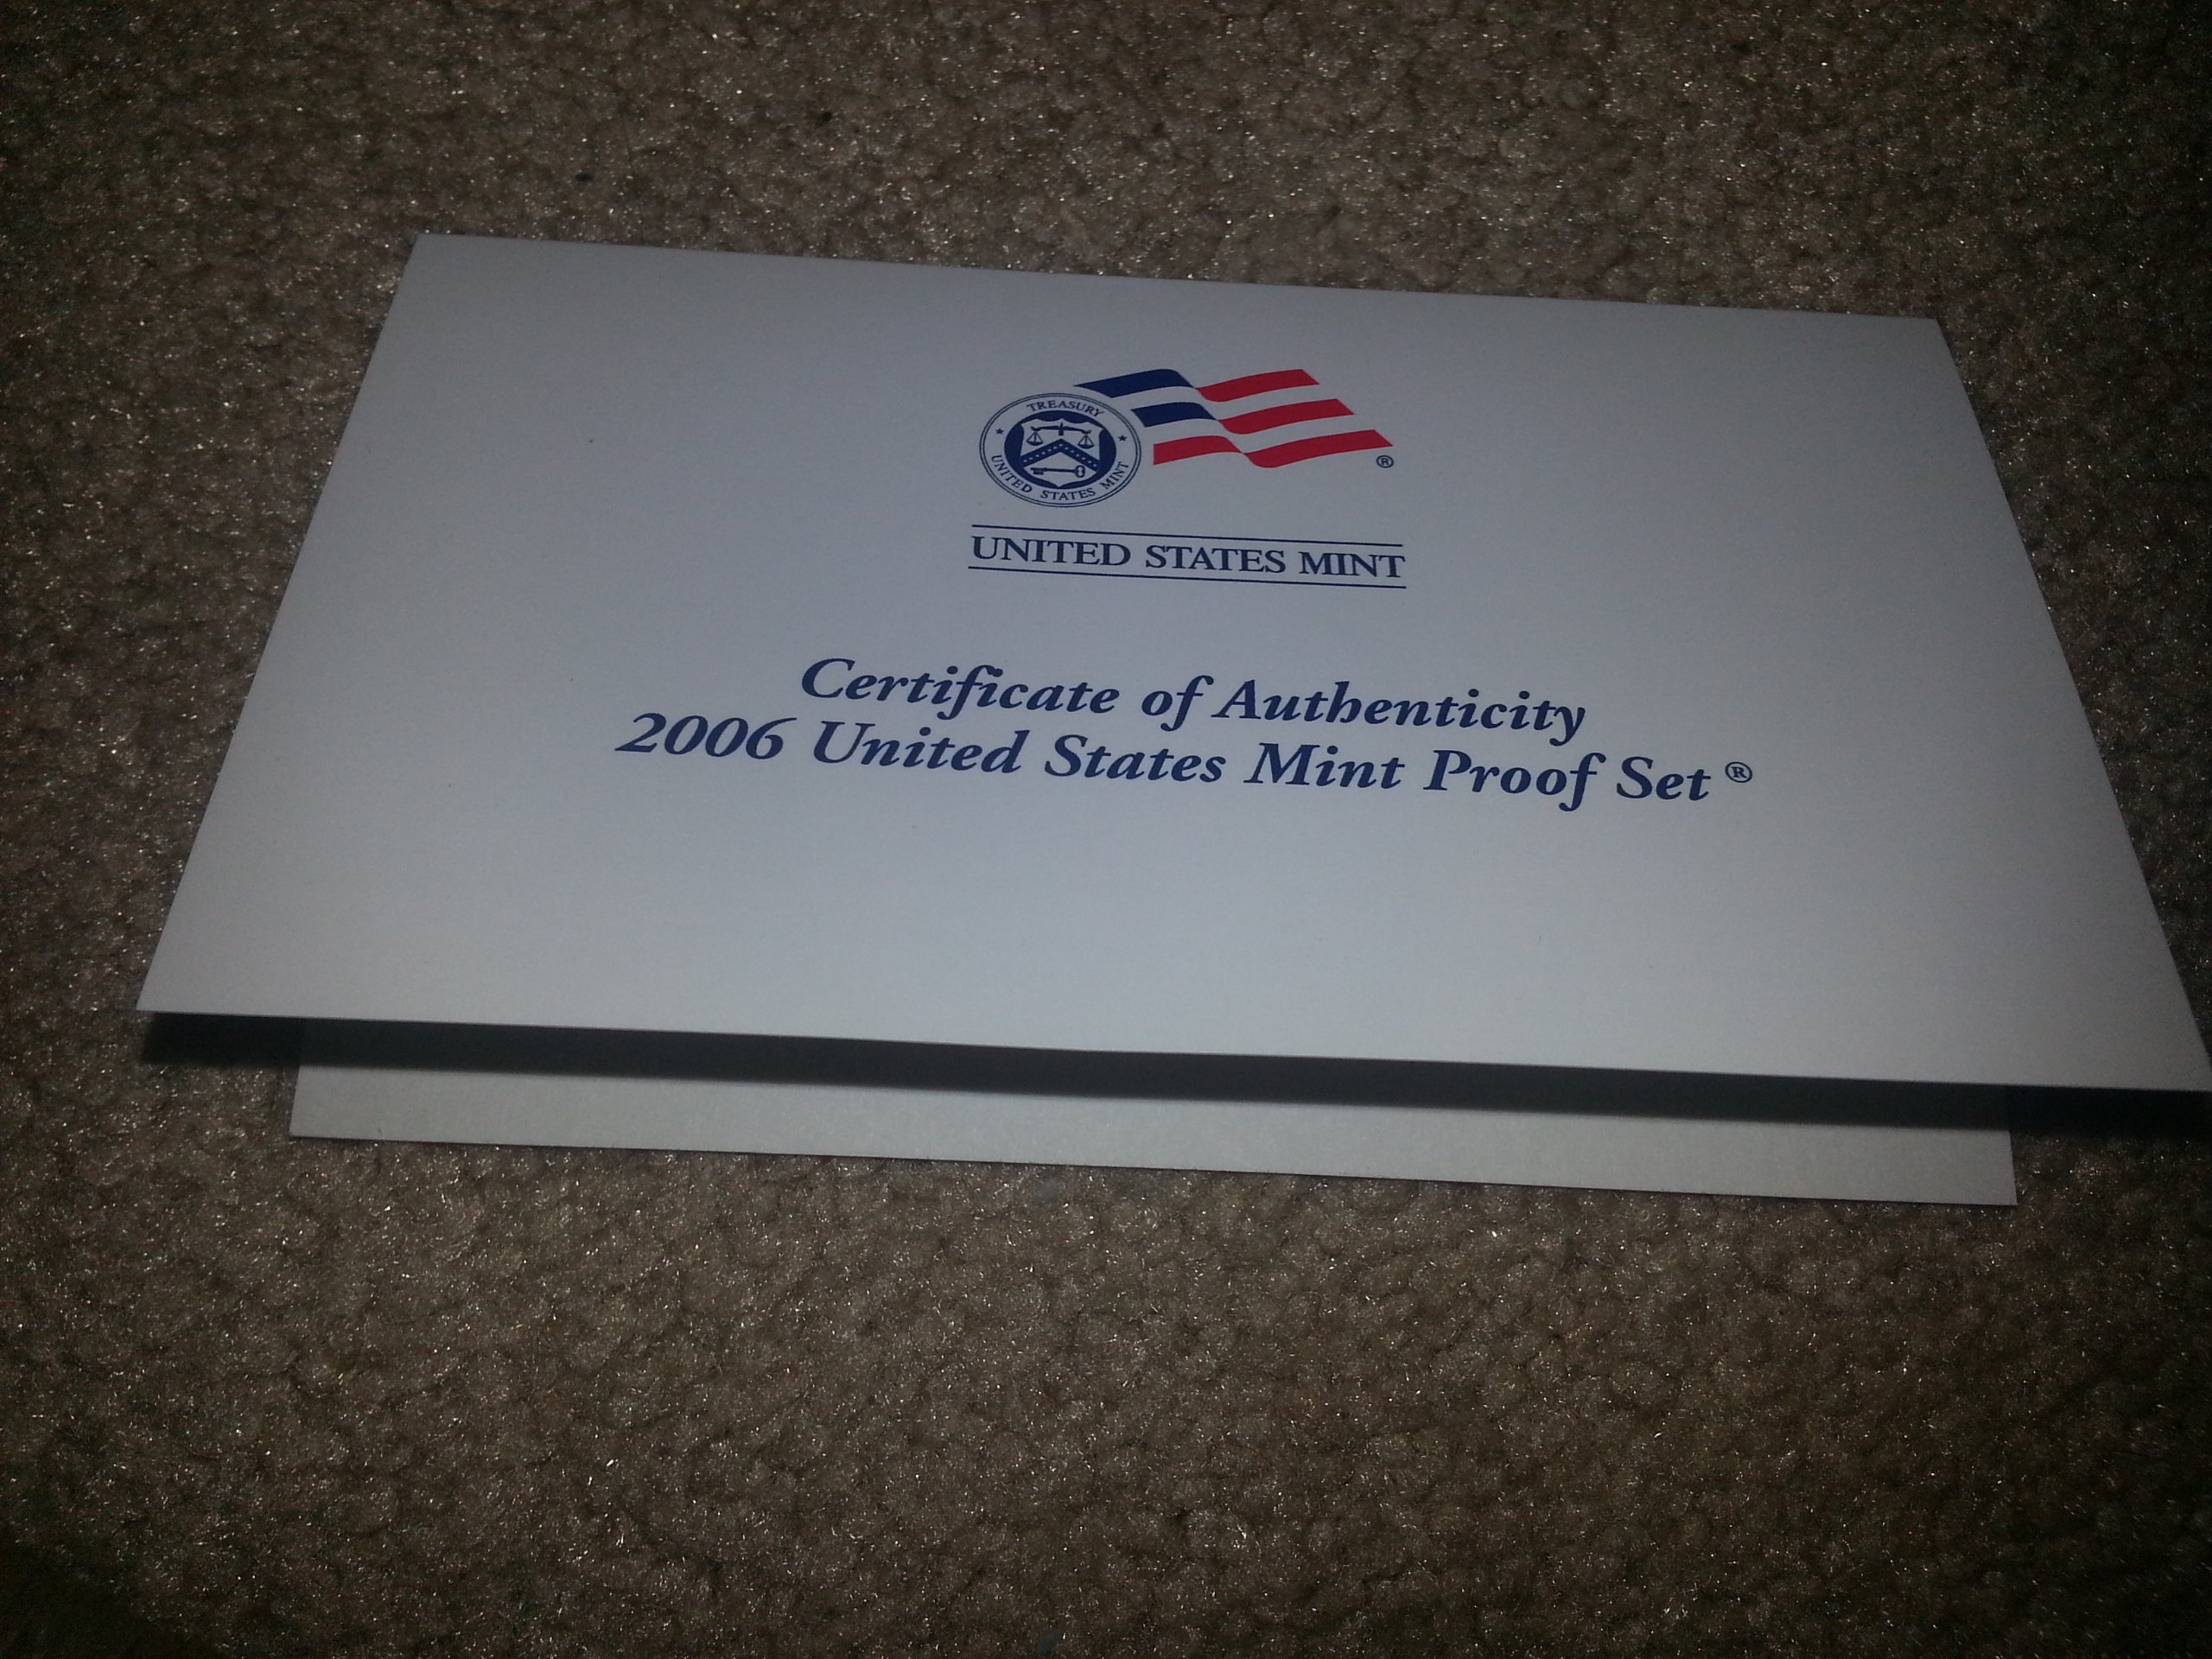 TREASURY
UNITED STATES MINT
®
UNITED STATES MINT
Certificate of Authenticity
2006 United States Mint Proof Set ®